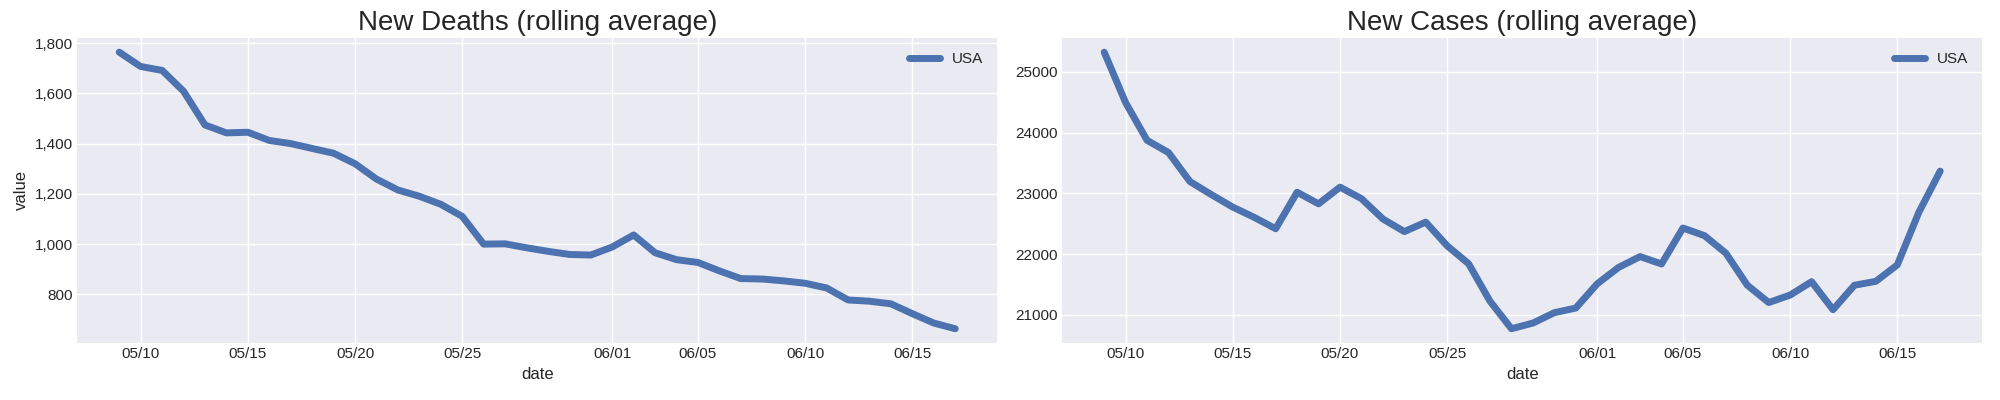 New Deaths (rolling average)
1,800
1,600
1,400
1,200
1,000
800
value
USA
05/10 05/15 05/20 05/25 06/01 06/05 06/10 06/15
date
New Cases (rolling average)
25000
24000
23000
22000
21000
USA
05/10 05/15 05/20 05/25 06/01 06/05 06/10 06/15
date